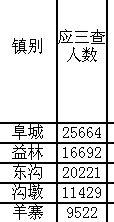 镇别 应三查
人数
阜城 25664
益林 16692
东沟 20221
沟墩 11429
羊寨 9522